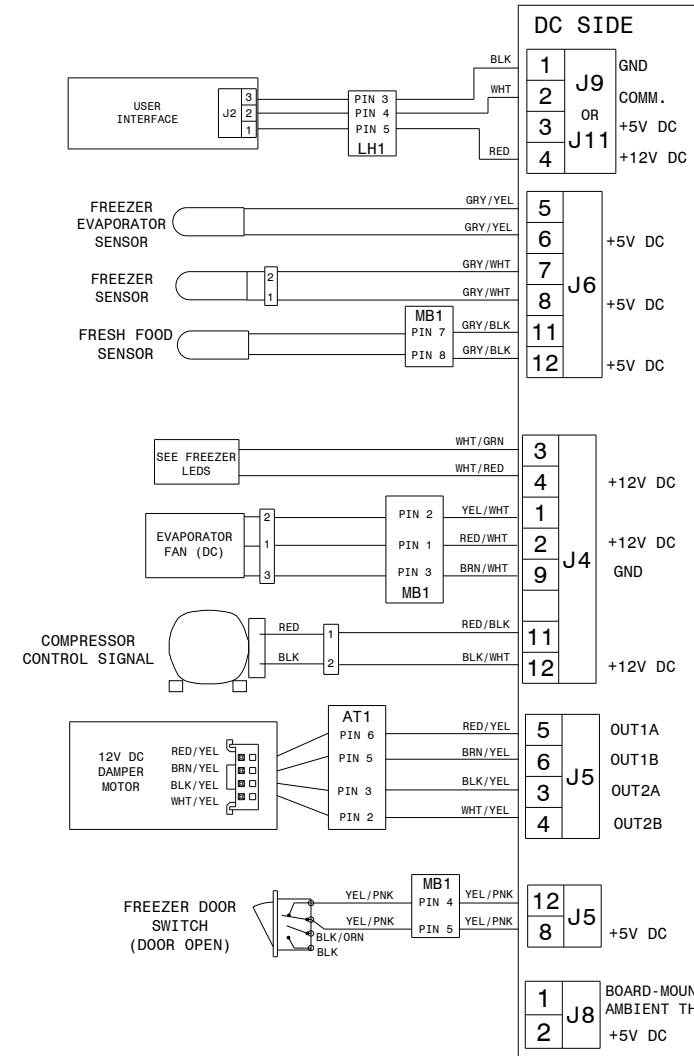 DC SIDE
BLK 1 GND
WHT 2 COMM.
3 +5V DC
RED 4 +12V DC
J9
OR
J11
USER
INTERFACE
J2
3
2
1
PIN 3
PIN 4
PIN 5
LH1
FREEZER
EVAPORATOR
SENSOR
GRY/YEL 5
GRY/YEL 6 +5V DC
FREEZER
SENSOR
2
1
GRY/WHT 7
GRY/WHT 8 +5V DC
J6
FRESH FOOD
SENSOR
MB1
PIN 7 GRY/BLK 11
PIN 8 GRY/BLK 12 +5V DC
SEE FREEZER
LEDS
WHT/GRN 3
WHT/RED 4 +12V DC
EVAPORATOR
FAN (DC)
2 PIN 2 YEL/WHT 1
1 PIN 1 RED/WHT 2 +12V DC
3 PIN 3 BRN/WHT 9 GND
MB1
J4
COMPRESSOR
CONTROL SIGNAL
RED 1 RED/BLK 11
BLK 2 BLK/WHT 12 +12V DC
12V DC
DAMPER
MOTOR
RED/YEL
BRN/YEL
BLK/YEL
WHT/YEL
AT1
PIN 6 RED/YEL 5 OUT1A
PIN 5 BRN/YEL 6 OUT1B
PIN 3 BLK/YEL 3 OUT2A
PIN 2 WHT/YEL 4 OUT2B
J5
FREEZER DOOR
SWITCH
(DOOR OPEN)
MB1
YEL/PNK PIN 4 YEL/PNK 12
YEL/PNK PIN 5 YEL/PNK 8 +5V DC
BLK/ORN
BLK
J5
1 BOARD-MOUN
AMBIENT TH
J8
2 +5V DC